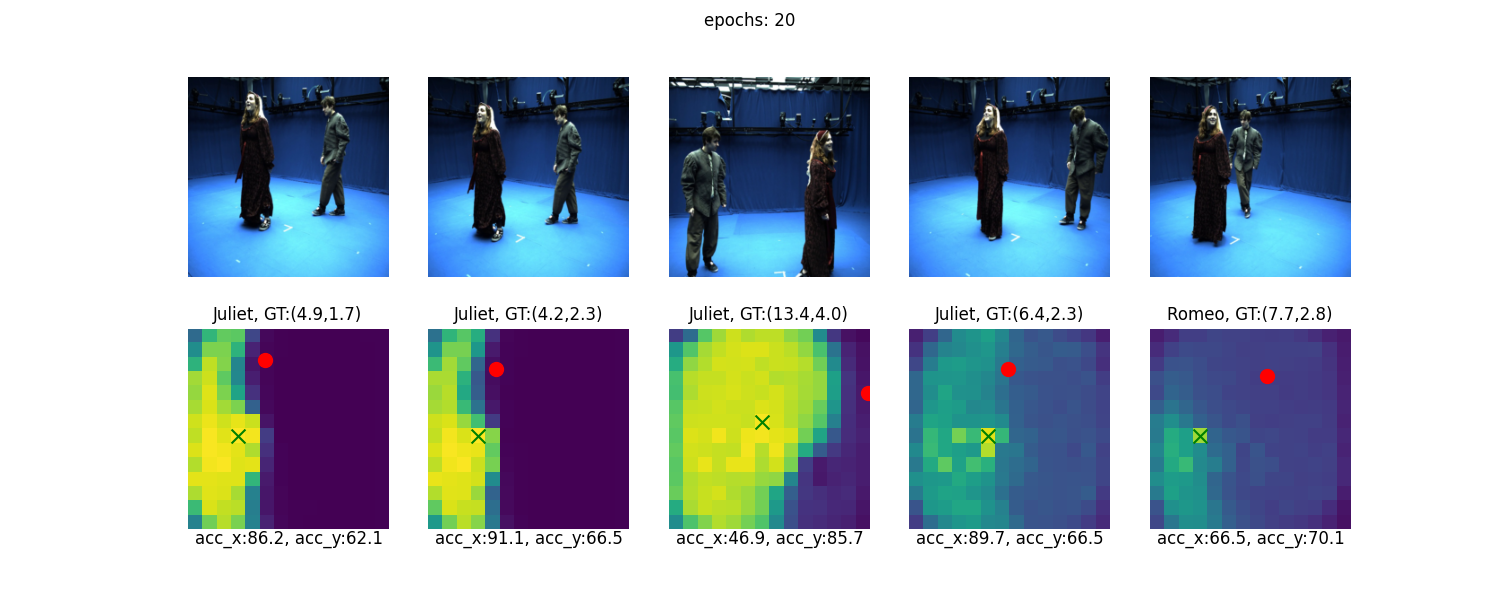 epochs: 20
Juliet, GT:(4.9,1.7)
Juliet, GT:(4.2,2.3)
Juliet, GT:(13.4,4.0)
Juliet, GT:(6.4,2.3)
Romeo, GT:(7.7,2.8)
acc_x:86.2, acc_y:62.1
acc_x:91.1, acc_y:66.5
acc_x:46.9, acc_y:85.7
acc_x:89.7, acc_y:66.5
acc_x:66.5, acc_y:70.1